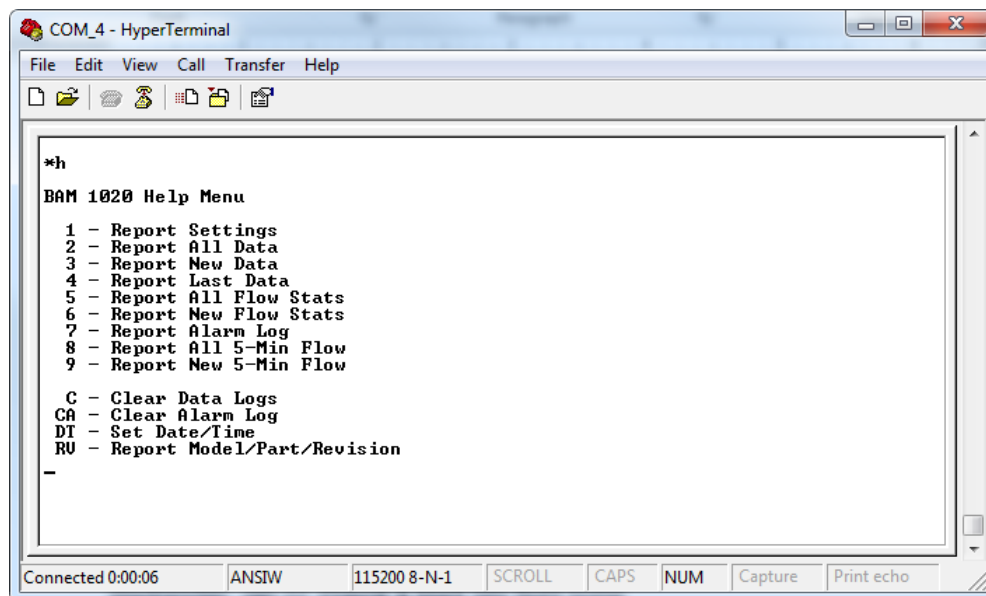 COM_4 - HyperTerminal
File Edit View Call Transfer Help
*h
BAM 1020 Help Menu
1 - Report Settings
2 - Report All Data
3 - Report New Data
4 - Report Last Data
5 - Report All Flow Stats
6 - Report New Flow Stats
7 - Report Alarm Log
8 - Report All 5-Min Flow
9 - Report New 5-Min Flow
C - Clear Data Logs
CA - Clear Alarm Log
DT - Set Date/Time
RV - Report Model/Part/Revision
_
Connected 0:00:06 ANSIW 115200 8-N-1 SCROLL CAPS NUM Capture Print echo